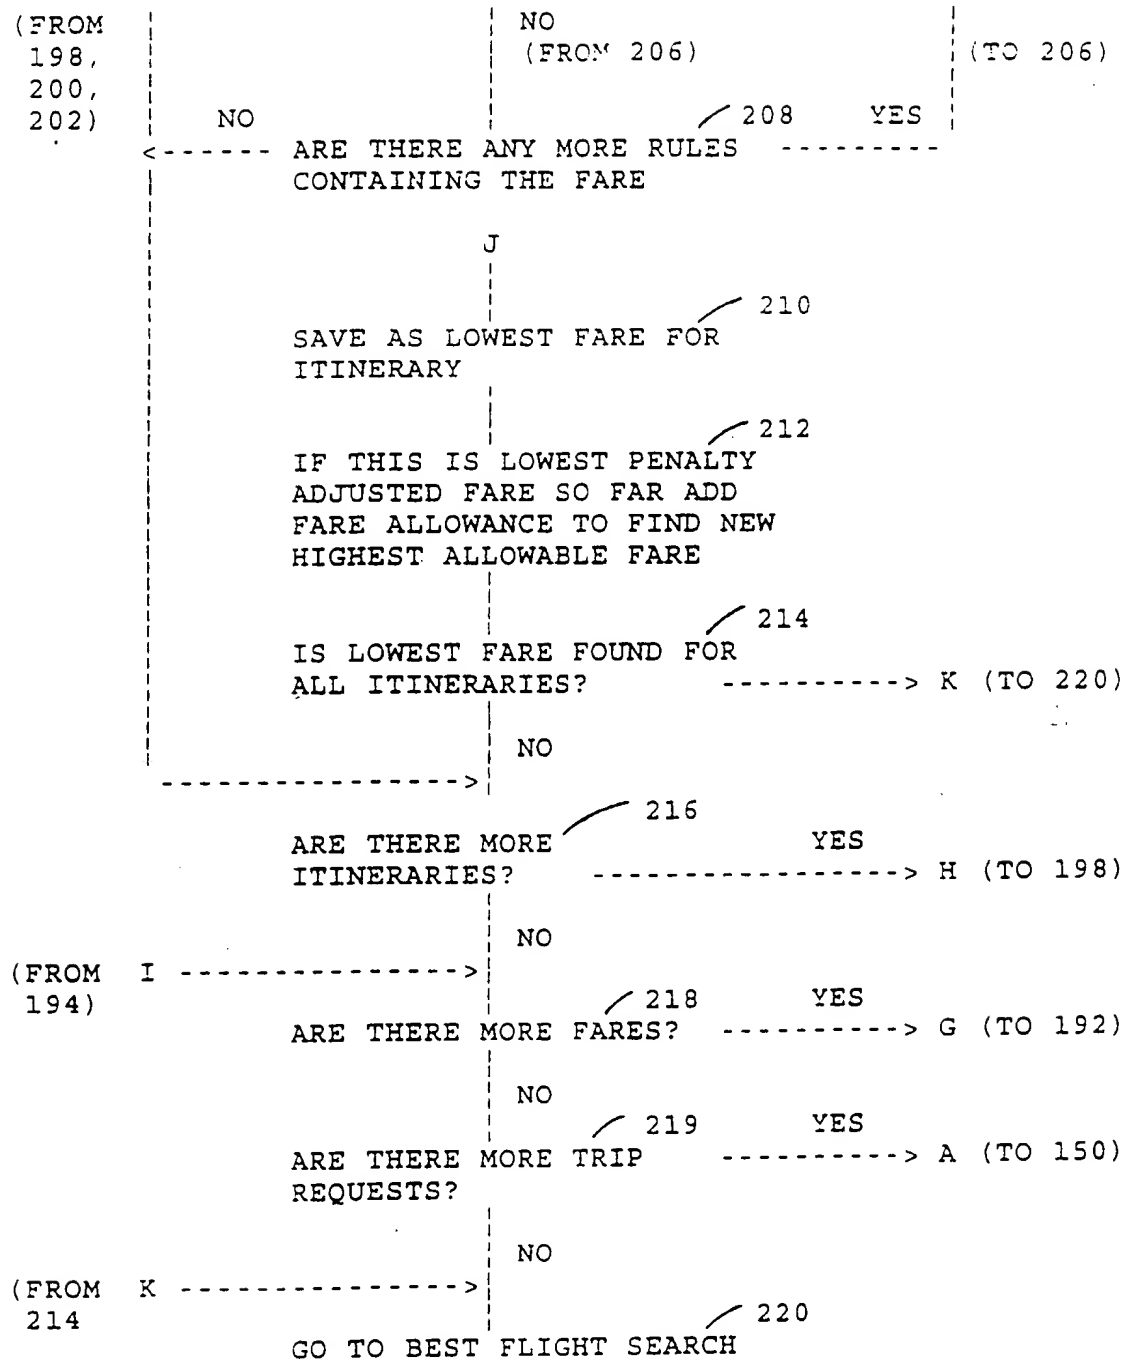 (FROM 198, 200, 202)
NO
(FROM 206)
(TO 206)
NO
208
YES
<------ ARE THERE ANY MORE RULES ---------
CONTAINING THE FARE
J
210
SAVE AS LOWEST FARE FOR
ITINERARY
212
IF THIS IS LOWEST PENALTY
ADJUSTED FARE SO FAR ADD
FARE ALLOWANCE TO FIND NEW
HIGHEST ALLOWABLE FARE
214
IS LOWEST FARE FOUND FOR
ALL ITINERARIES? ----------> K (TO 220)
NO
---------------->
216
ARE THERE MORE YES
ITINERARIES? -----------------> H (TO 198)
NO
(FROM I --------------->
194)
218 YES
ARE THERE MORE FARES? ----------> G (TO 192)
NO
219 YES
ARE THERE MORE TRIP ----------> A (TO 150)
REQUESTS?
NO
(FROM K --------------->
214
220
GO TO BEST FLIGHT SEARCH